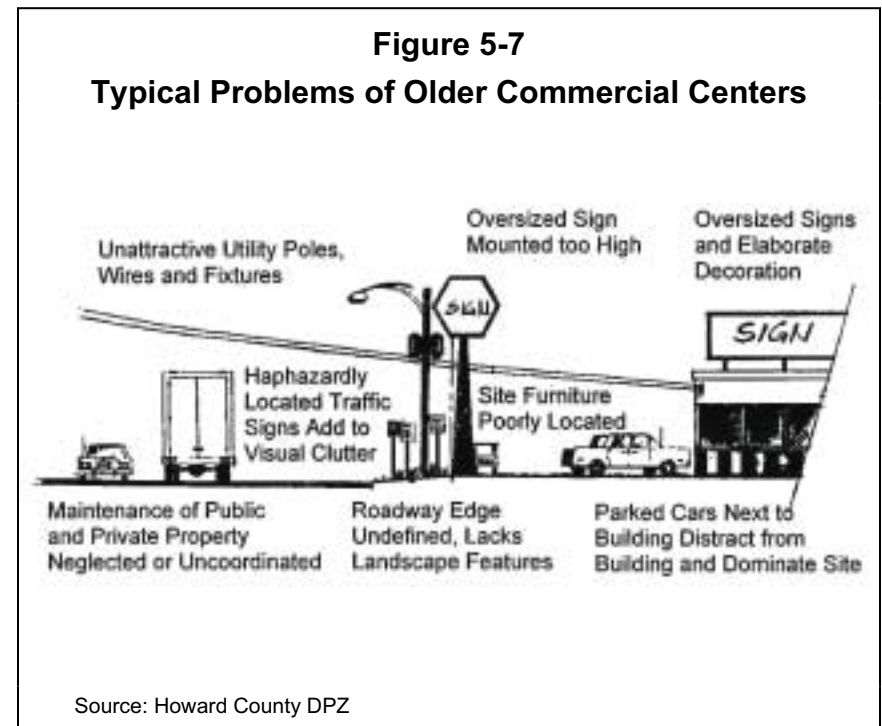 Figure 5-7
Typical Problems of Older Commercial Centers
Unattractive Utility Poles,
Wires and Fixtures
Oversized Sign
Mounted too High
Oversized Signs
and Elaborate
Decoration
SIGN
SIGN
Haphazardly
Located Traffic
Signs Add to
Visual Clutter
Site Furniture
Poorly Located
Maintenance of Public
and Private Property
Neglected or Uncoordinated
Roadway Edge
Undefined, Lacks
Landscape Features
Parked Cars Next to
Building Distract from
Building and Dominate Site
Source: Howard County DPZ